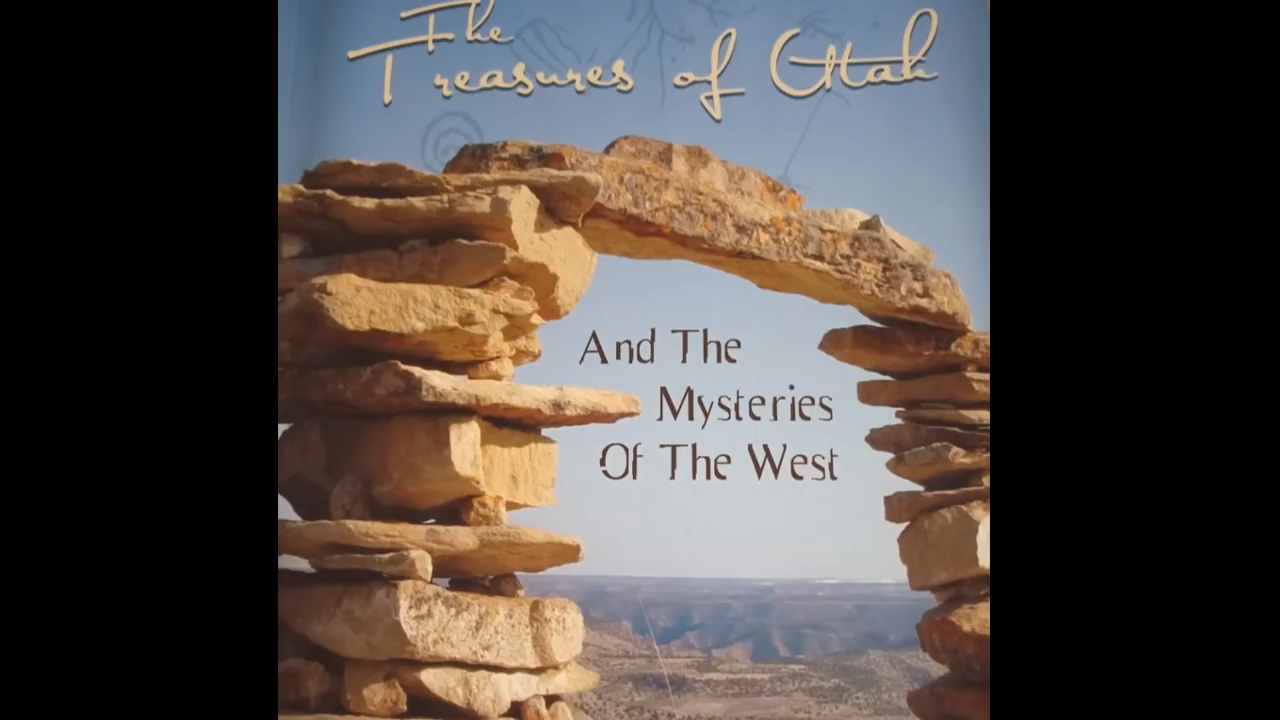 The
Treasures of Utah
And The
Mysteries
Of The West